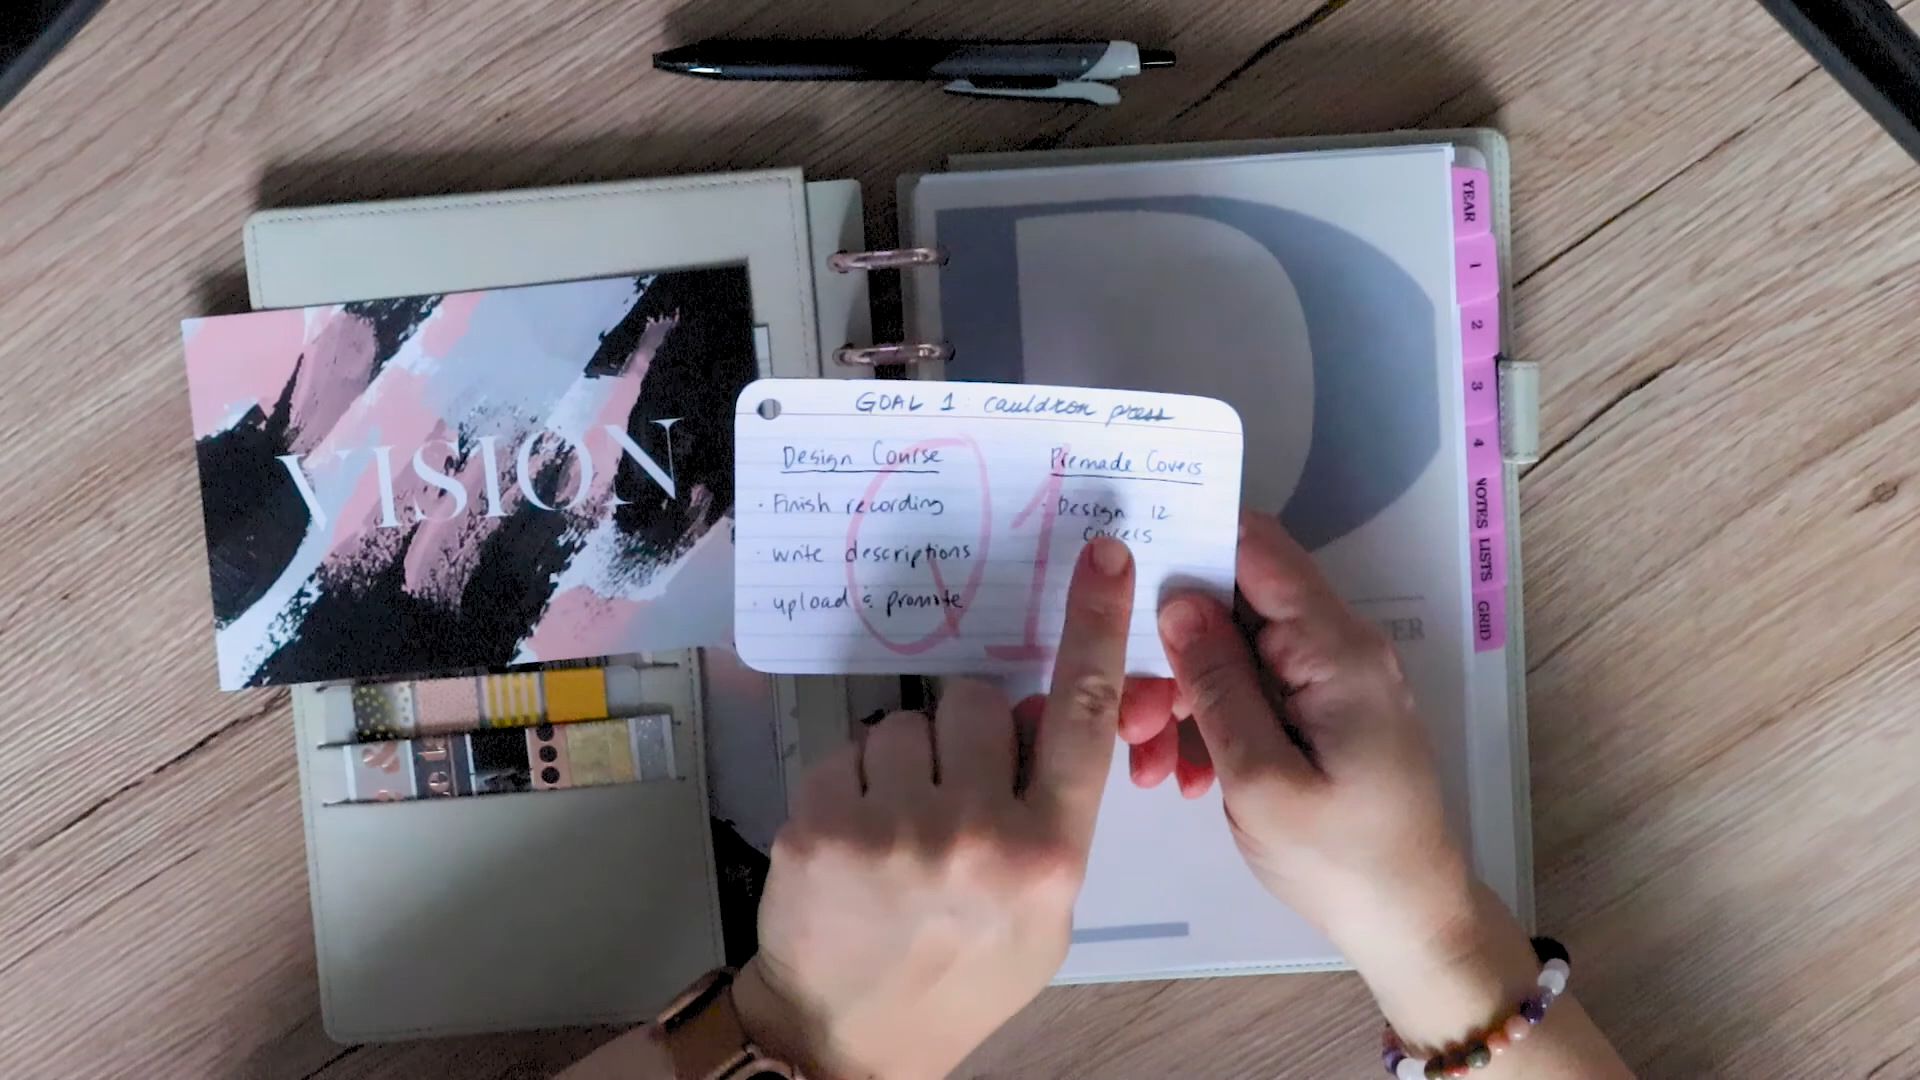 VISION
GOAL 1: cauldron press
Q1
Design Course
· Finish recording
· write descriptions
· upload & promote
Premade Covers
· Design 12
covers
YEAR
1
2
3
4
NOTES
LISTS
GRID